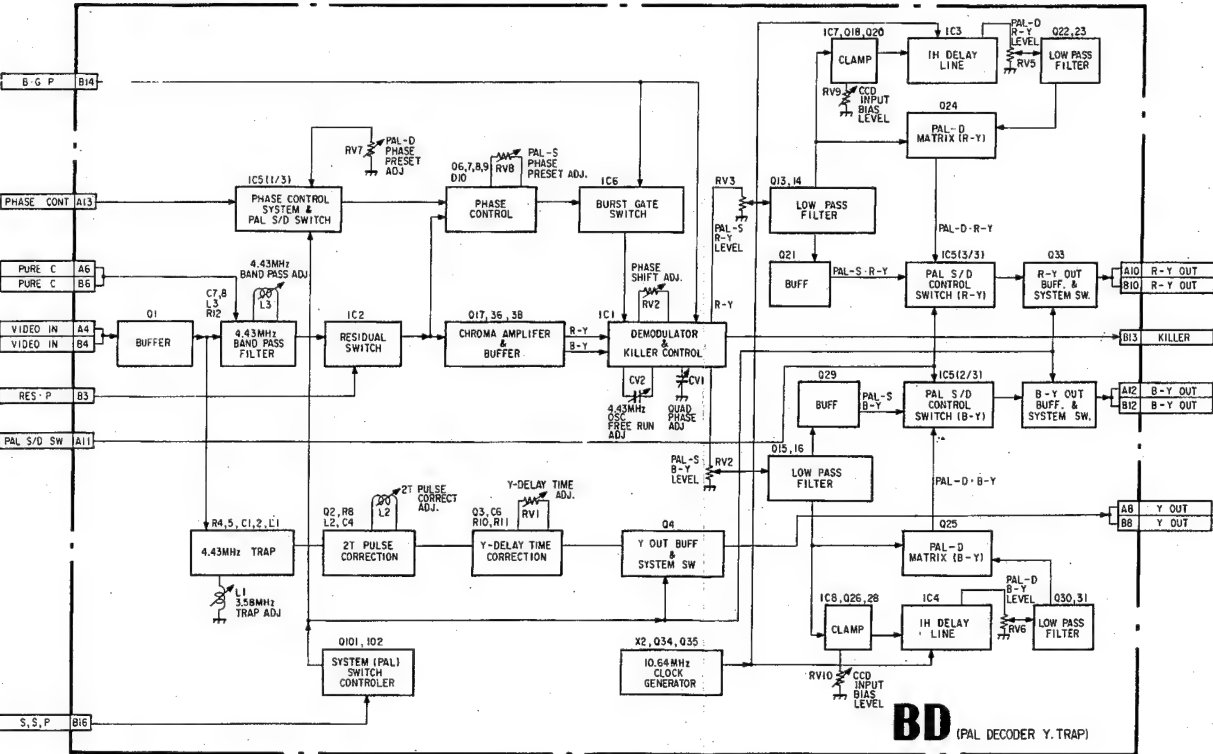 B·G P B14
PHASE CONT A13
PURE C A6
PURE C B6
VIDEO IN A4
VIDEO IN B4
RES·P B3
PAL S/D SW A11
S,S,P B16
RV7
PAL-D
PHASE
PRESET
ADJ
IC5(1/3)
PHASE CONTROL
SYSTEM &
PAL S/D SWITCH
Q6,7,8,9
D10
RV8
PAL-S
PHASE
PRESET ADJ.
PHASE
CONTROL
IC6
BURST GATE
SWITCH
4.43MHz
BAND PASS ADJ
C7,8
L3
R12
L3
Q1
BUFFER
4.43MHz
BAND PASS
FILTER
IC2
RESIDUAL
SWITCH
Q17, 36, 38
CHROMA AMPLIFER
&
BUFFER
R-Y
B-Y
PHASE
SHIFT ADJ.
RV2
IC1
DEMODULATOR
&
KILLER CONTROL
CV2
4.43MHz
OSC
FREE RUN
ADJ
CV1
QUAD
PHASE ADJ
R-Y
B-Y
RV3
PAL-S
R-Y
LEVEL
PAL-S
B-Y
LEVEL
RV2
R4,5, C1,2, L1
4.43MHz TRAP
L1
3.58MHz
TRAP ADJ
Q2, R8
L2, C4
2T PULSE
CORRECT
ADJ.
L2
2T PULSE
CORRECTION
Q3, C6
R10, R11
Y-DELAY TIME
ADJ.
RV1
Y-DELAY TIME
CORRECTION
Q4
Y OUT BUFF
&
SYSTEM SW
Q101, 102
SYSTEM (PAL)
SWITCH
CONTROLER
X2, Q34, Q35
10.64MHz
CLOCK
GENERATOR
IC7, Q18, Q20
CLAMP
RV9
CCD
INPUT
BIAS
LEVEL
IC3
1H DELAY
LINE
PAL-D
R-Y
LEVEL
RV5
Q22, 23
LOW PASS
FILTER
Q24
PAL-D
MATRIX (R-Y)
Q13, 14
LOW PASS
FILTER
PAL-D·R-Y
Q21
BUFF
PAL-S·R-Y
IC5(3/3)
PAL S/D
CONTROL
SWITCH (R-Y)
Q33
R-Y OUT
BUFF. &
SYSTEM SW.
A10 R-Y OUT
B10 R-Y OUT
B13 KILLER
Q29
BUFF
PAL-S
B-Y
IC5(2/3)
PAL S/D
CONTROL
SWITCH (B-Y)
B-Y OUT
BUFF. &
SYSTEM SW.
A12 B-Y OUT
B12 B-Y OUT
Q15, 16
LOW PASS
FILTER
PAL-D·B-Y
Q25
PAL-D
MATRIX (B-Y)
A8 Y OUT
B8 Y OUT
IC8, Q26, 28
CLAMP
RV10
CCD
INPUT
BIAS
LEVEL
IC4
1H DELAY
LINE
PAL-D
B-Y
LEVEL
RV6
Q30, 31
LOW PASS
FILTER
BD (PAL DECODER Y.TRAP)